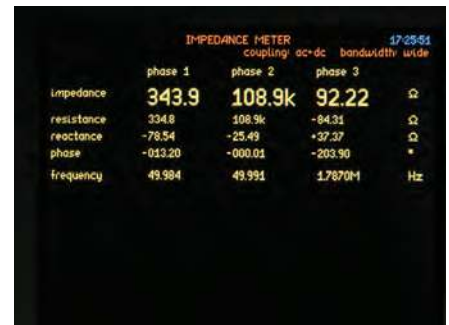 IMPEDANCE METER 17:25:51
coupling: ac+dc bandwidth: wide
phase 1 phase 2 phase 3
impedance 343.9 108.9k 92.22 Ω
resistance 334.8 108.9k -84.31 Ω
reactance -78.54 -25.49 +37.37 Ω
phase -013.20 -000.01 -203.90 °
frequency 49.984 49.991 1.7870M Hz